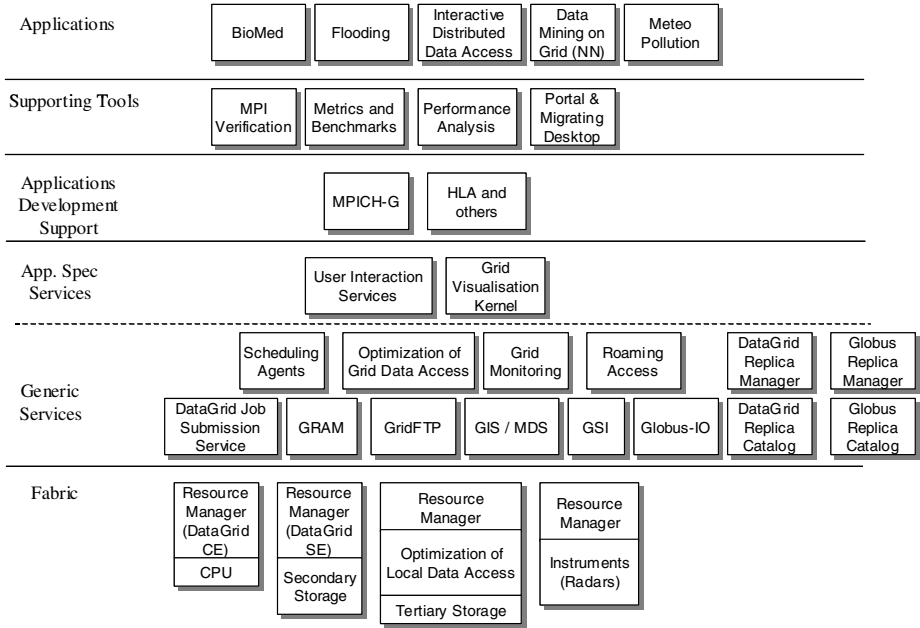 Applications
BioMed
Flooding
Interactive
Distributed
Data Access
Data
Mining on
Grid (NN)
Meteo
Pollution
Supporting Tools
MPI
Verification
Metrics and
Benchmarks
Performance
Analysis
Portal &
Migrating
Desktop
Applications
Development
Support
MPICH-G
HLA and
others
App. Spec
Services
User Interaction
Services
Grid
Visualisation
Kernel
Generic
Services
Scheduling
Agents
Optimization of
Grid Data Access
Grid
Monitoring
Roaming
Access
DataGrid
Replica
Manager
Globus
Replica
Manager
DataGrid Job
Submission
Service
GRAM
GridFTP
GIS / MDS
GSI
Globus-IO
DataGrid
Replica
Catalog
Globus
Replica
Catalog
Fabric
Resource
Manager
(DataGrid
CE)
CPU
Resource
Manager
(DataGrid
SE)
Secondary
Storage
Resource
Manager
Optimization of
Local Data Access
Tertiary Storage
Resource
Manager
Instruments
(Radars)